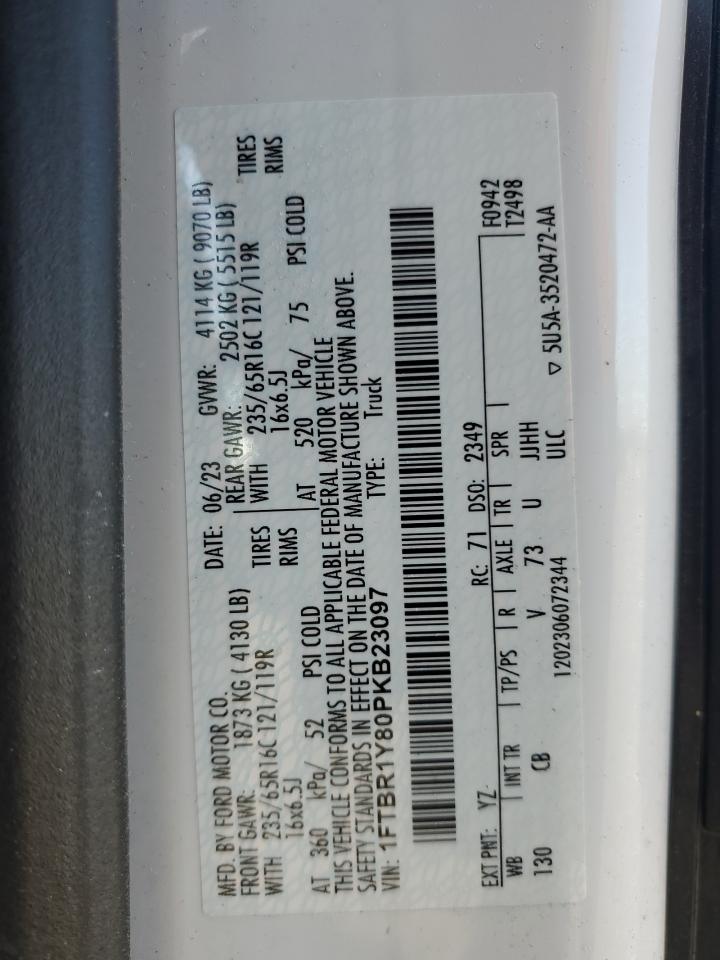 MFD. BY FORD MOTOR CO. DATE: 06/23 GVWR: 4114 KG ( 9070 LB)
FRONT GAWR: 1873 KG ( 4130 LB) REAR GAWR: 2502 KG ( 5515 LB)
WITH 235/65R16C 121/119R TIRES WITH 235/65R16C 121/119R TIRES
16x6.5J RIMS 16x6.5J RIMS
AT 360 kPa/ 52 PSI COLD AT 520 kPa/ 75 PSI COLD
THIS VEHICLE CONFORMS TO ALL APPLICABLE FEDERAL MOTOR VEHICLE
SAFETY STANDARDS IN EFFECT ON THE DATE OF MANUFACTURE SHOWN ABOVE.
VIN: 1FTBR1Y80PKB23097 TYPE: Truck
EXT PNT: YZ RC: 71 DSO: 2349 F0942
WB INT TR TP/PS R AXLE TR SPR T2498
130 CB V 73 U JJHH
1202306072344 ULC ▽ 5U5A-3520472-AA